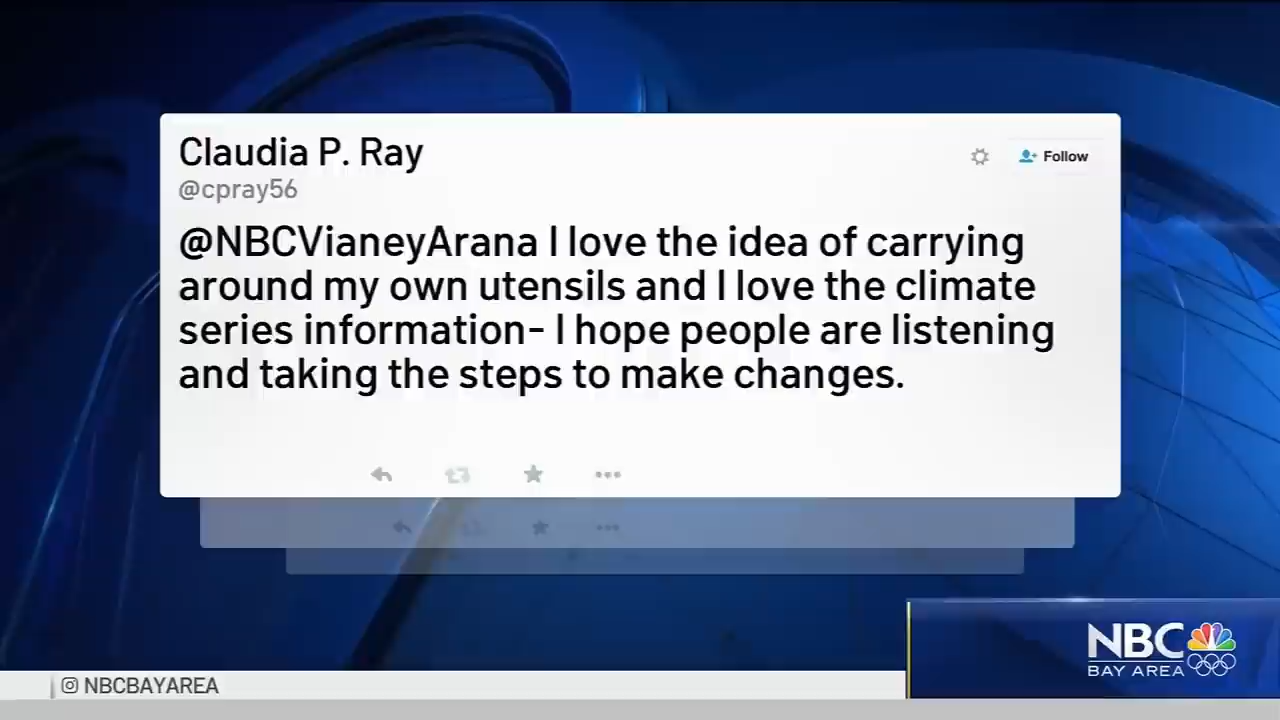 Claudia P. Ray
@cpray56
Follow
@NBCVianeyArana I love the idea of carrying
around my own utensils and I love the climate
series information- I hope people are listening
and taking the steps to make changes.
NBC
BAY AREA
NBCBAYAREA